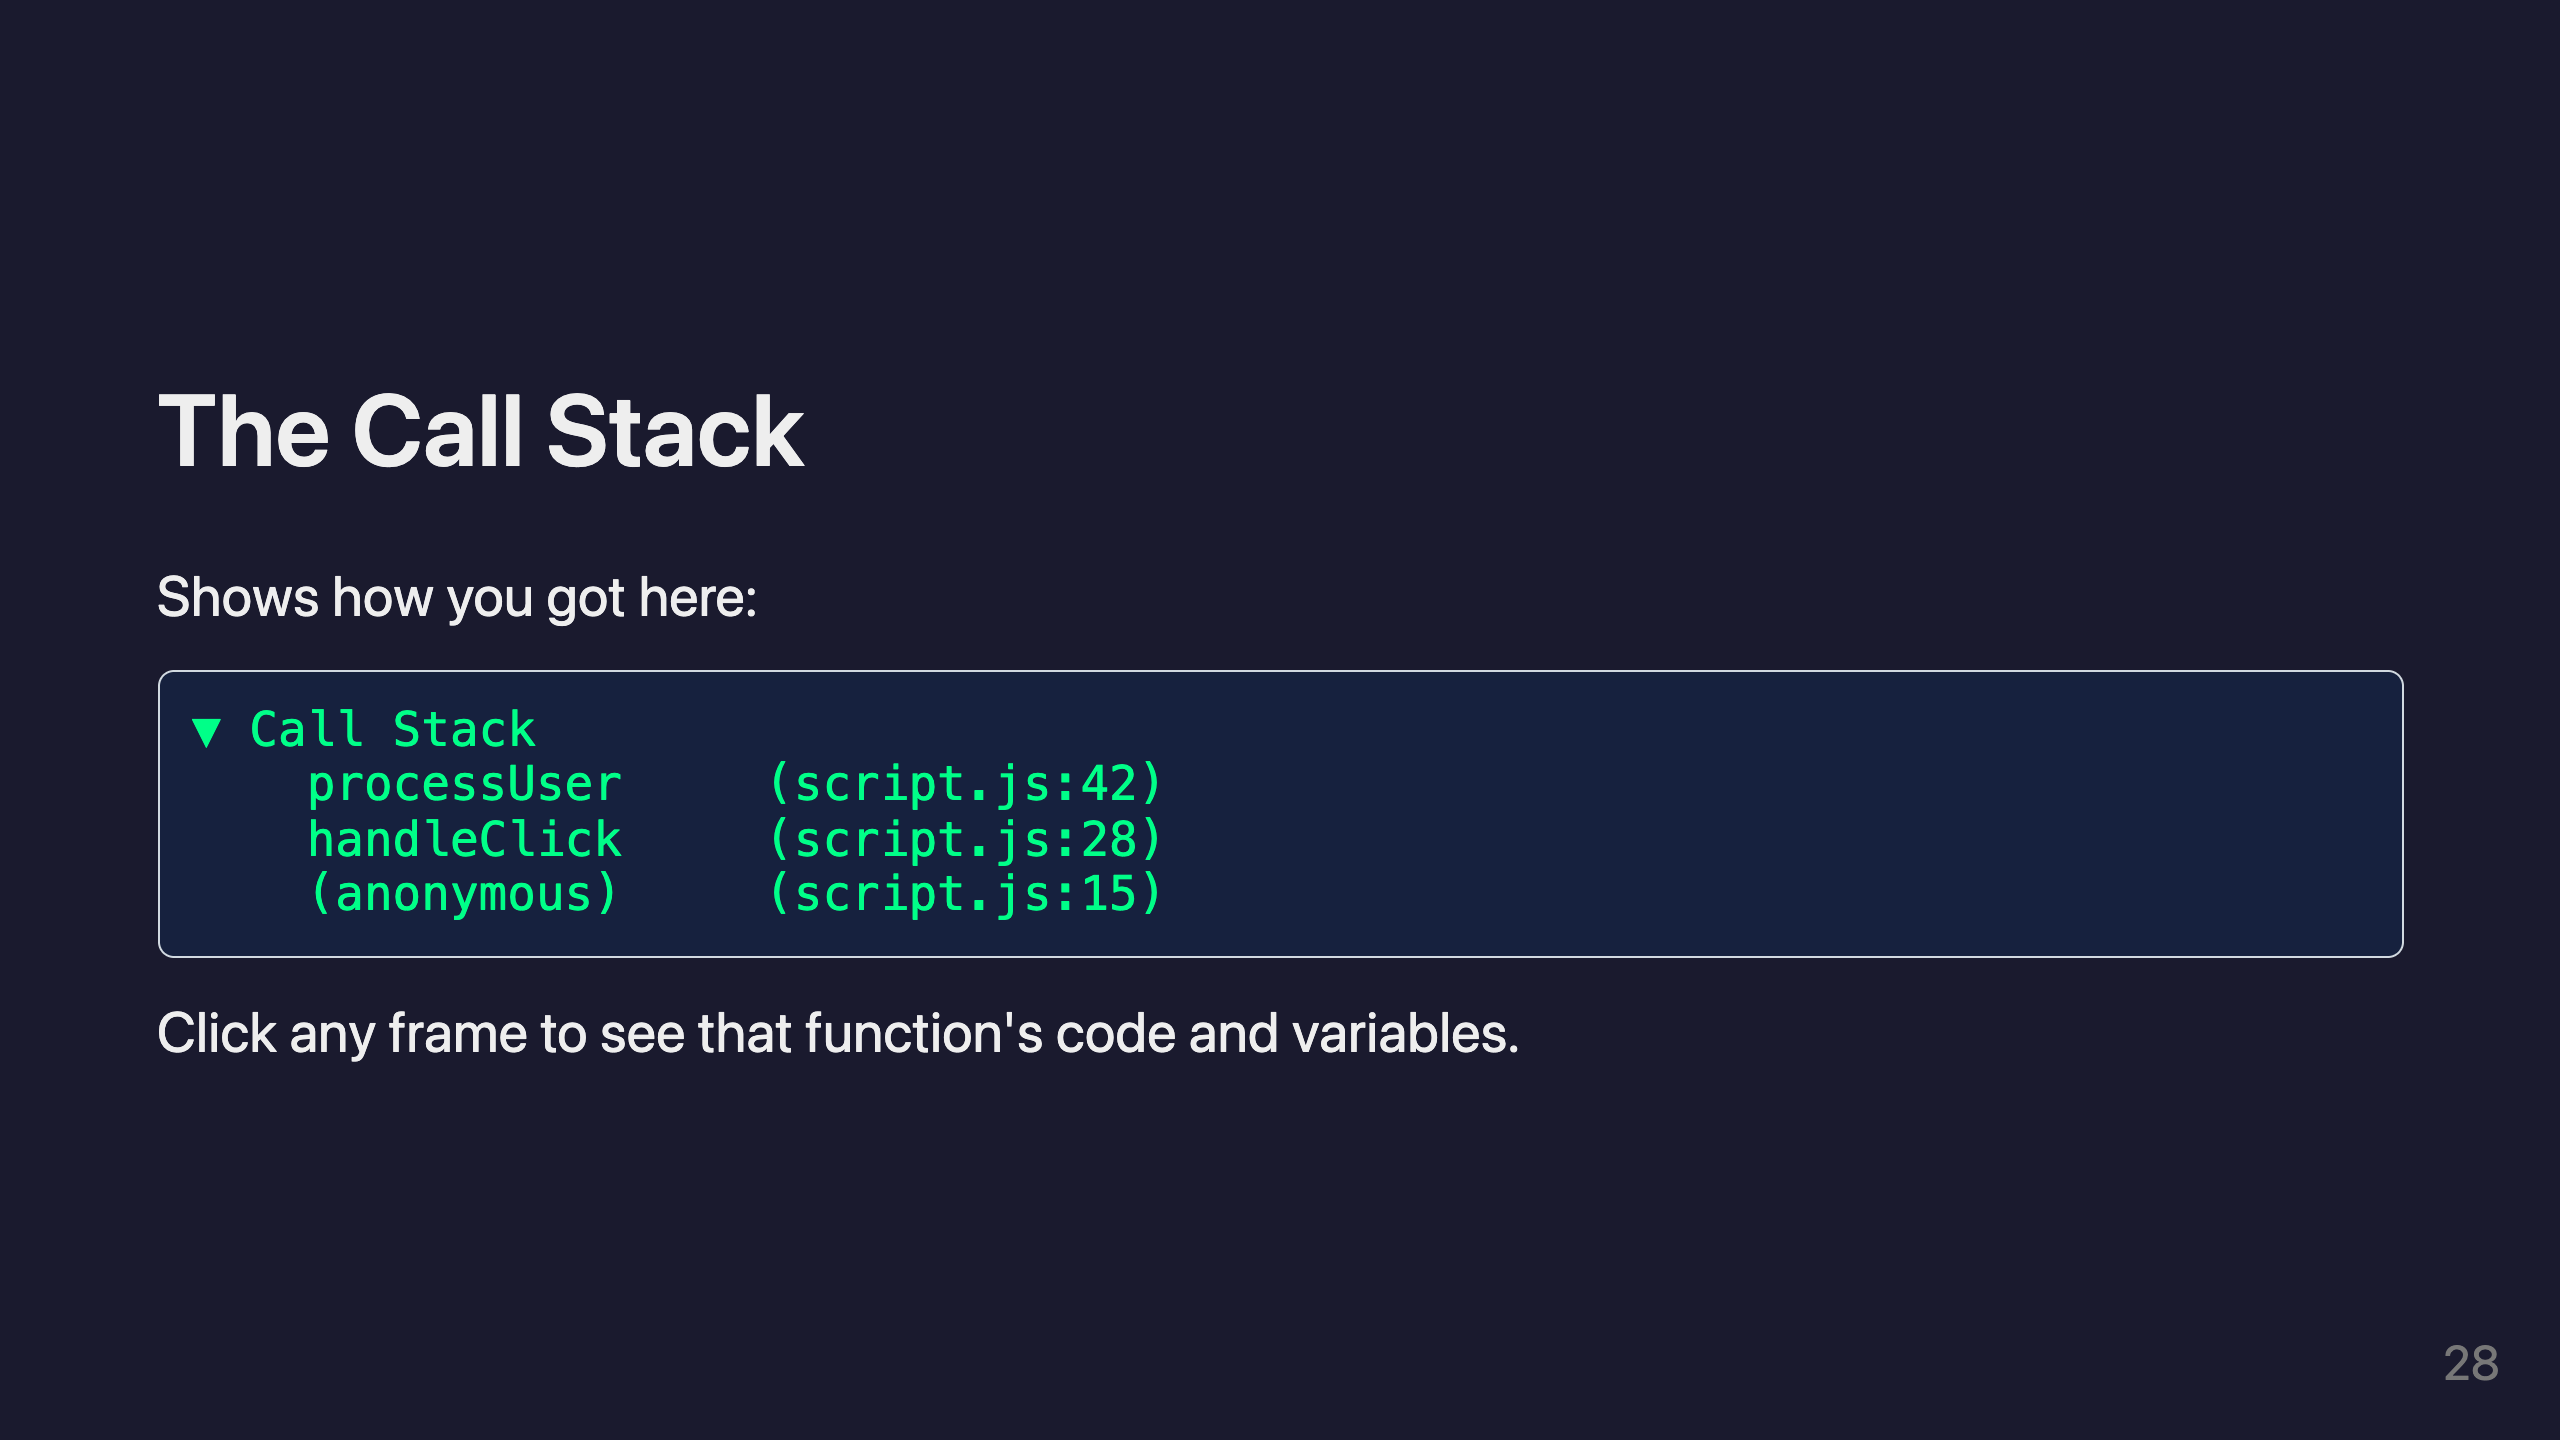 The Call Stack
Shows how you got here:
▼ Call Stack
    processUser     (script.js:42)
    handleClick     (script.js:28)
    (anonymous)     (script.js:15)
Click any frame to see that function's code and variables.
28